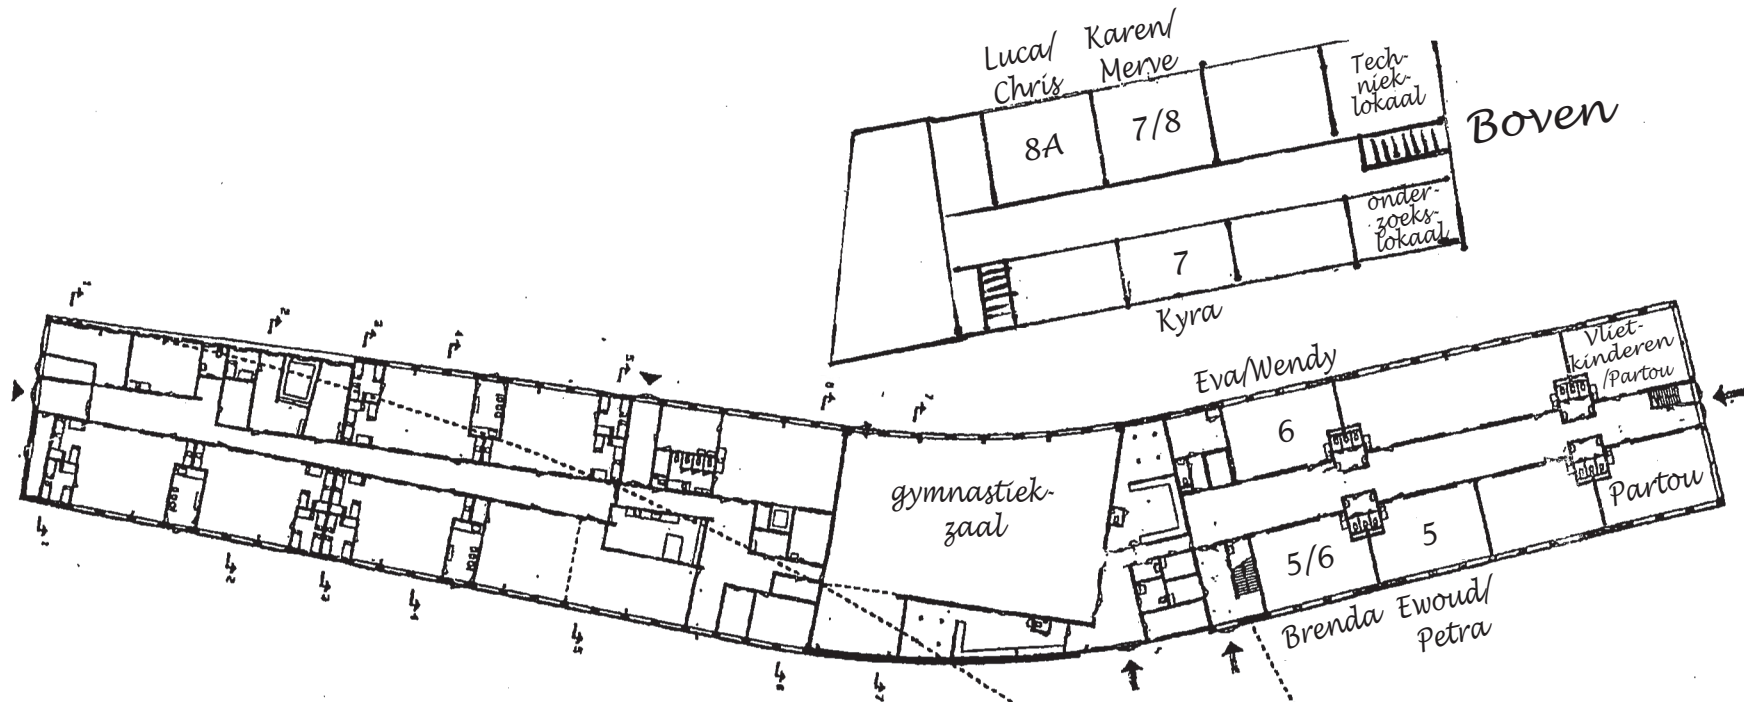 Luca/
Chris
Karen/
Merve
Tech-
niek-
lokaal
Boven
8A
7/8
onder-
zoeks-
lokaal
7
Kyra
Eva/Wendy
Vliet-
kinderen
/Partou
6
gymnastiek-
zaal
Partou
5/6
5
Brenda
Ewoud/
Petra